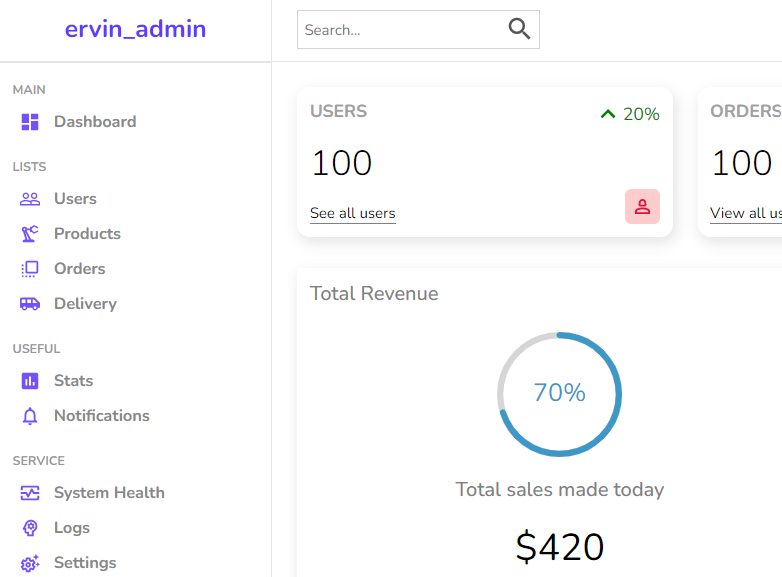 ervin_admin
Search...
MAIN
Dashboard
LISTS
Users
Products
Orders
Delivery
USEFUL
Stats
Notifications
SERVICE
System Health
Logs
Settings
USERS
20%
100
See all users
ORDERS
100
View all us
Total Revenue
70%
Total sales made today
$420